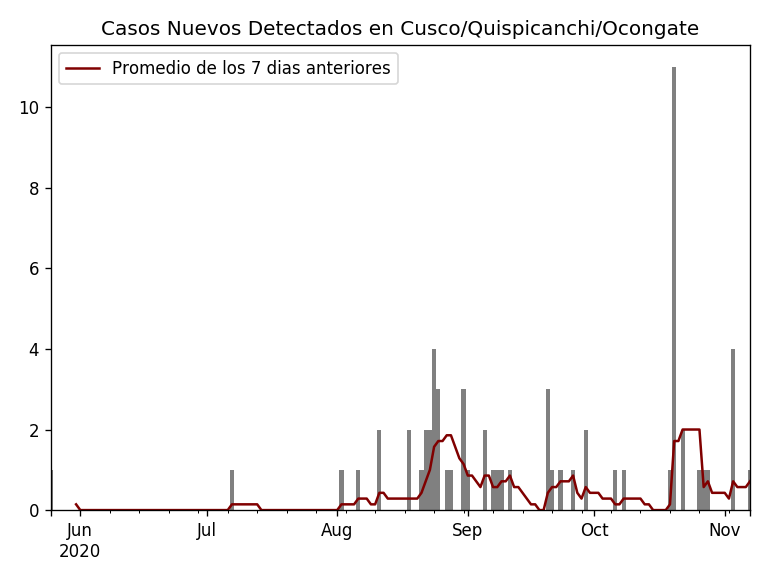 Casos Nuevos Detectados en Cusco/Quispicanchi/Ocongate
Promedio de los 7 dias anteriores
10
8
6
4
2
0
Jun Jul Aug Sep Oct Nov
2020